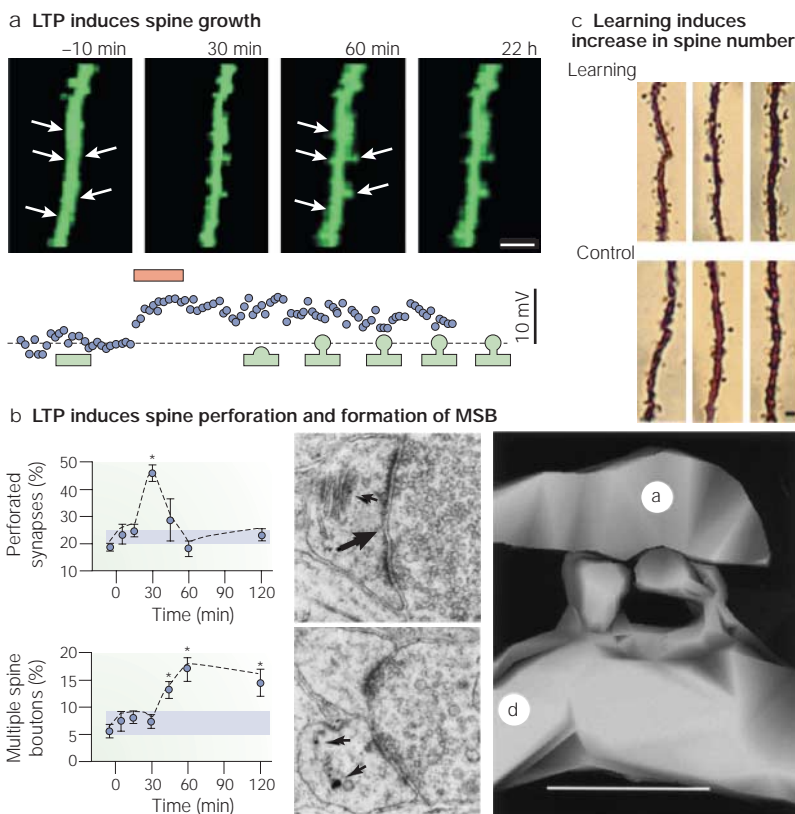 a LTP induces spine growth
–10 min 30 min 60 min 22 h
10 mV
c Learning induces
increase in spine number
Learning
Control
b LTP induces spine perforation and formation of MSB
Perforated
synapses (%)
50
40
30
20
10
0 30 60 90 120
Time (min)
Multiple spine
boutons (%)
20
15
10
5
0
0 30 60 90 120
Time (min)
* 
* * *
a
d